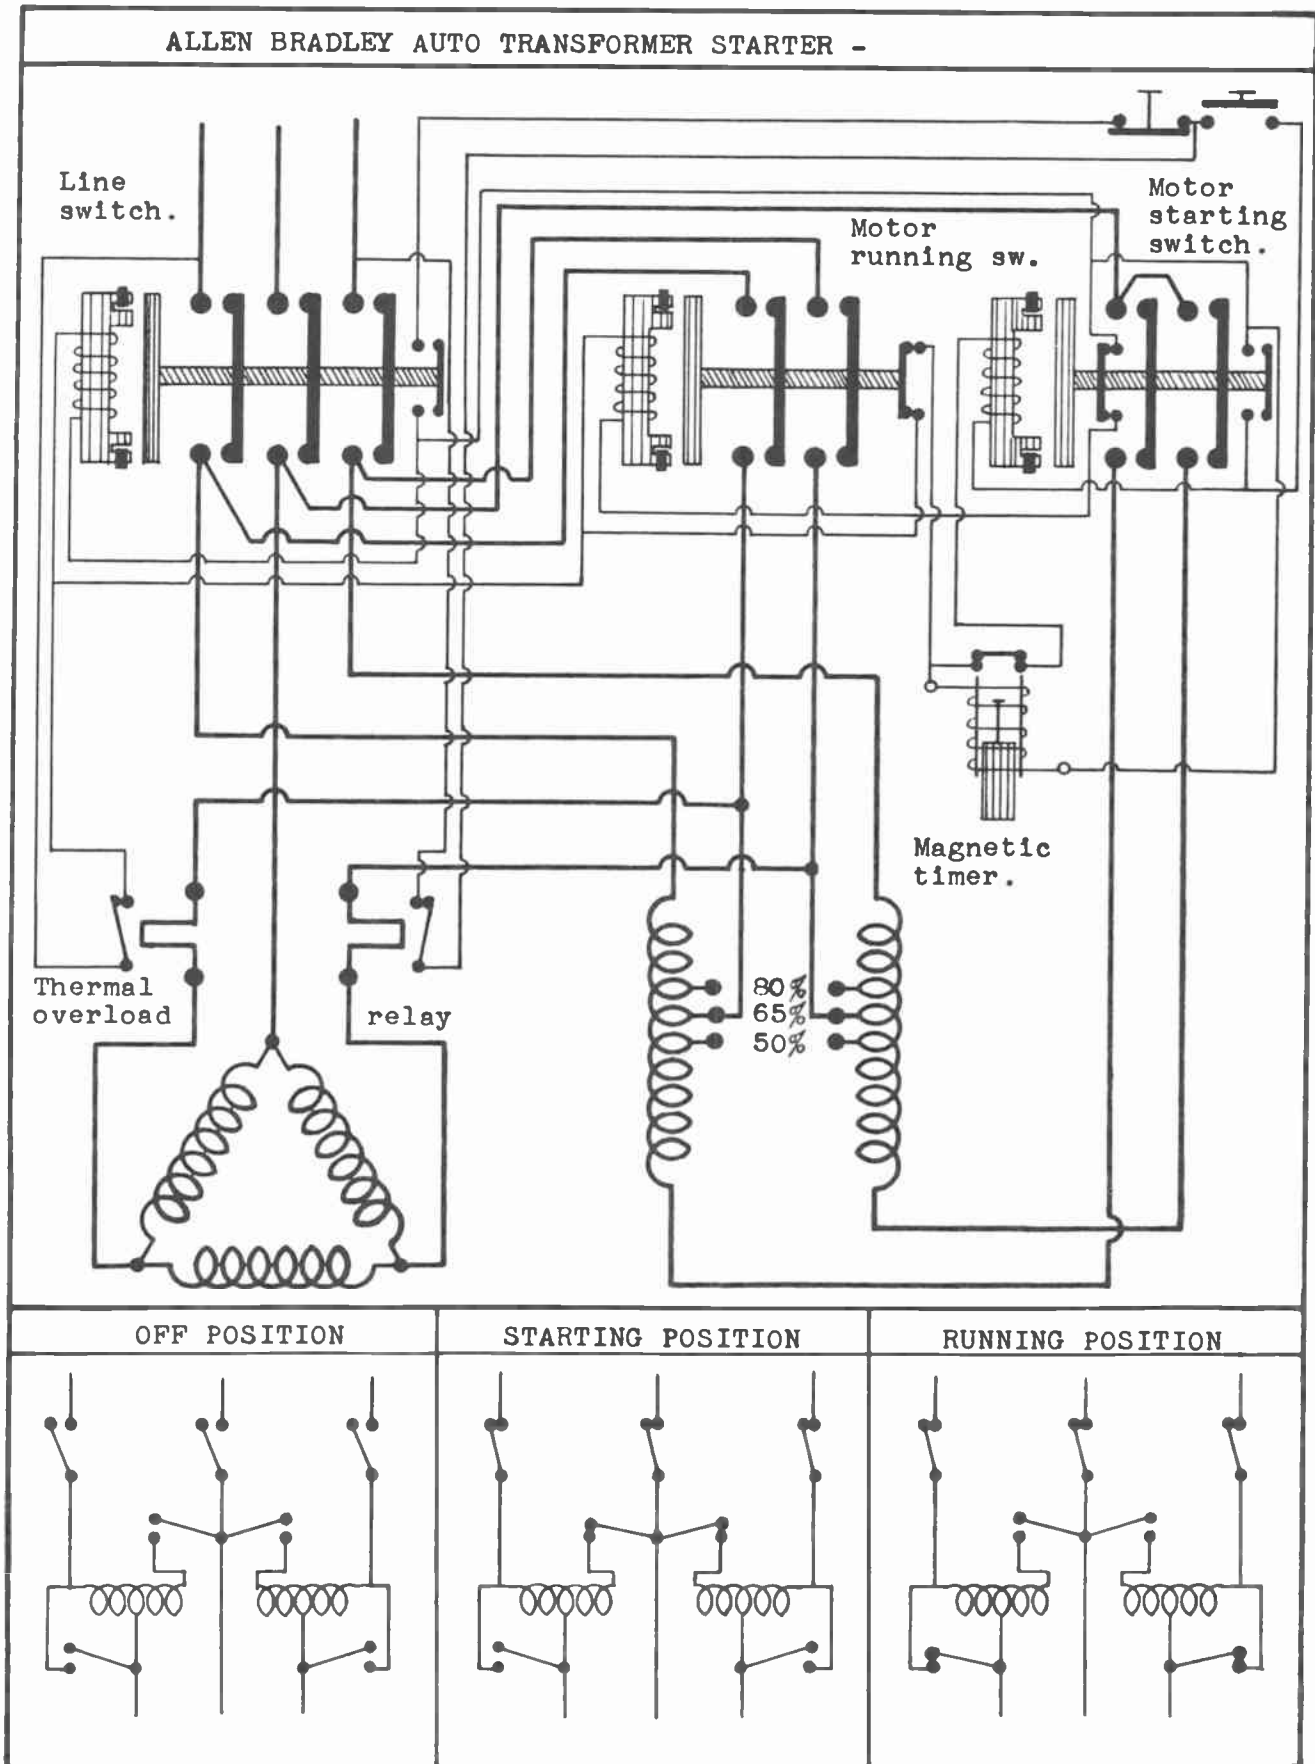 ALLEN BRADLEY AUTO TRANSFORMER STARTER -
Line
switch.
Motor
running sw.
Motor
starting
switch.
Magnetic
timer.
Thermal
overload
relay
80%
65%
50%
OFF POSITION
STARTING POSITION
RUNNING POSITION